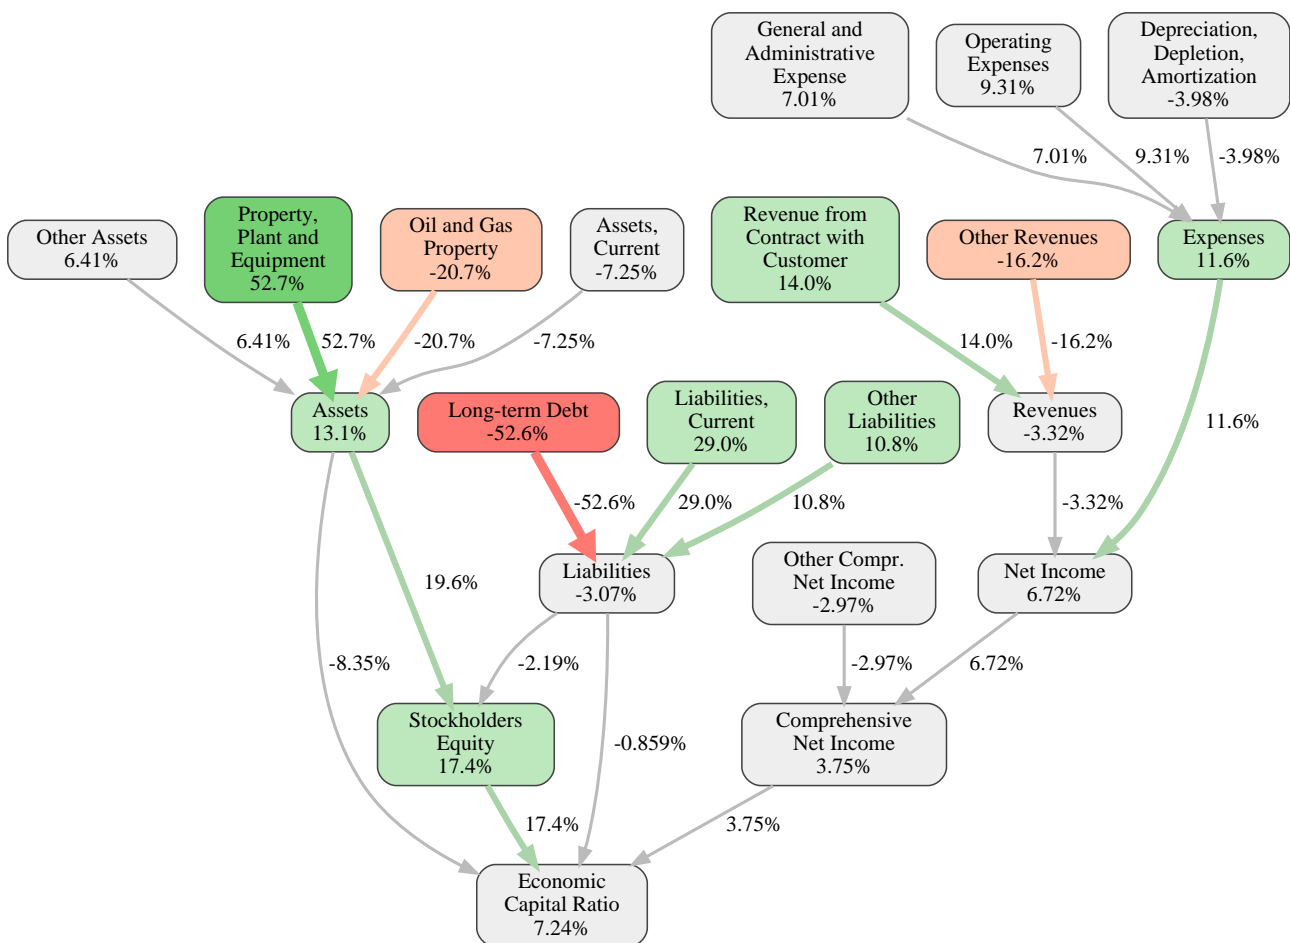 General and
Administrative
Expense
7.01%
Operating
Expenses
9.31%
Depreciation,
Depletion,
Amortization
-3.98%
7.01%
9.31%
-3.98%
Other Assets
6.41%
Property,
Plant and
Equipment
52.7%
Oil and Gas
Property
-20.7%
Assets,
Current
-7.25%
Revenue from
Contract with
Customer
14.0%
Other Revenues
-16.2%
Expenses
11.6%
6.41%
52.7%
-20.7%
-7.25%
14.0%
-16.2%
11.6%
Assets
13.1%
Long-term Debt
-52.6%
Liabilities,
Current
29.0%
Other
Liabilities
10.8%
Revenues
-3.32%
-52.6%
29.0%
10.8%
-3.32%
19.6%
Liabilities
-3.07%
Other Compr.
Net Income
-2.97%
Net Income
6.72%
-8.35%
-2.19%
-2.97%
6.72%
Stockholders
Equity
17.4%
-0.859%
Comprehensive
Net Income
3.75%
17.4%
3.75%
Economic
Capital Ratio
7.24%